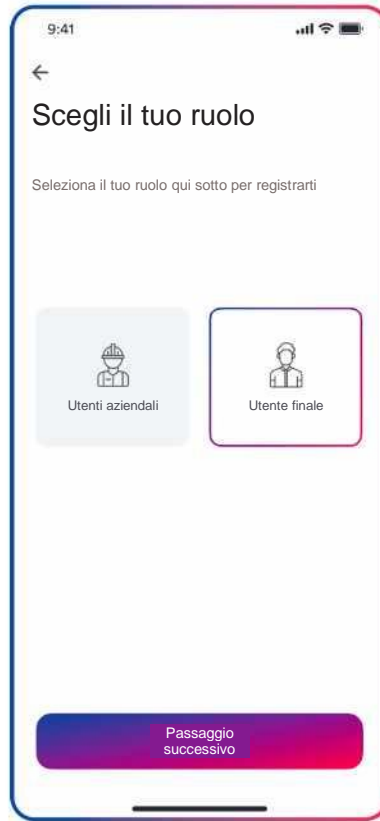 9:41
Scegli il tuo ruolo
Seleziona il tuo ruolo qui sotto per registrarti
Utenti aziendali
Utente finale
Passaggio
successivo